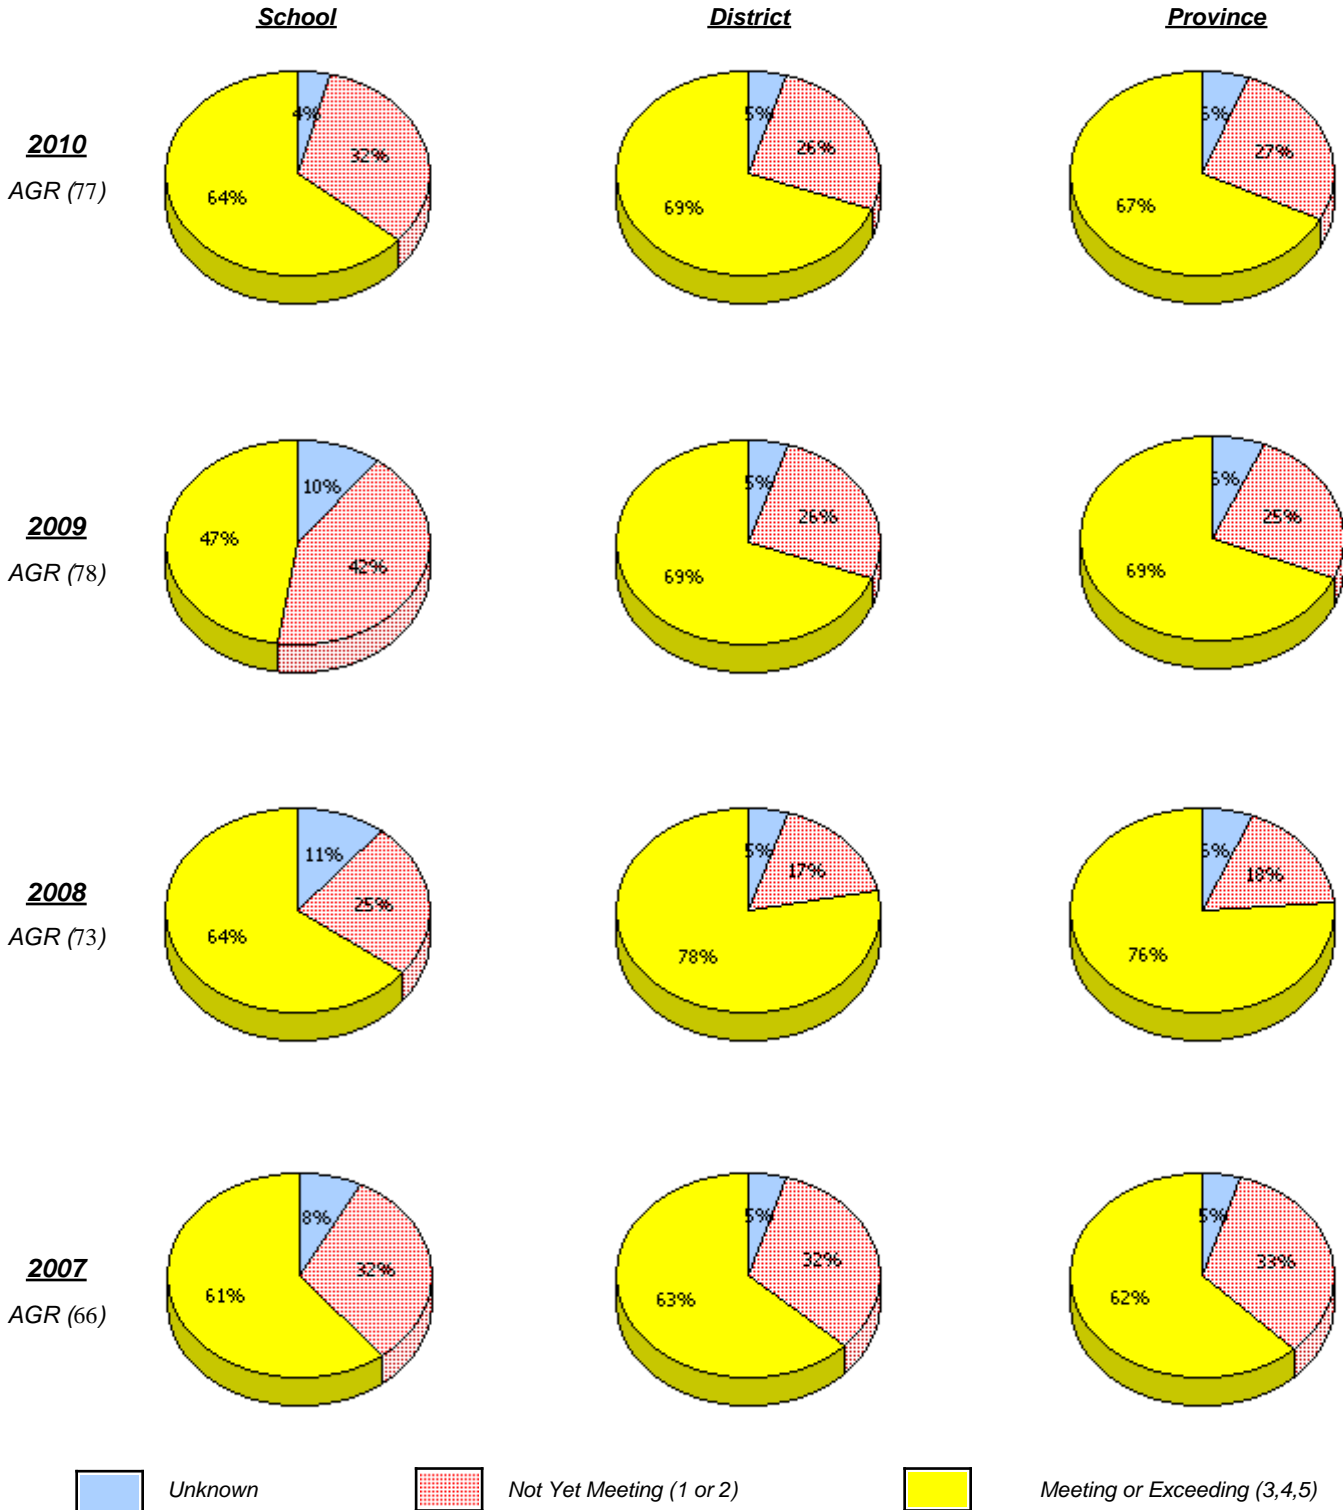 School District Province
2010
AGR (77)
4% 5%
32% 26% 27%
64% 69% 67%
2009
AGR (78)
10% 5%
47% 42% 26% 25%
69% 69%
2008
AGR (73)
11% 5%
25% 17% 18%
64% 78% 76%
2007
AGR (66)
8% 5% 5%
32% 32% 33%
61% 63% 62%
Unknown Not Yet Meeting (1 or 2) Meeting or Exceeding (3,4,5)